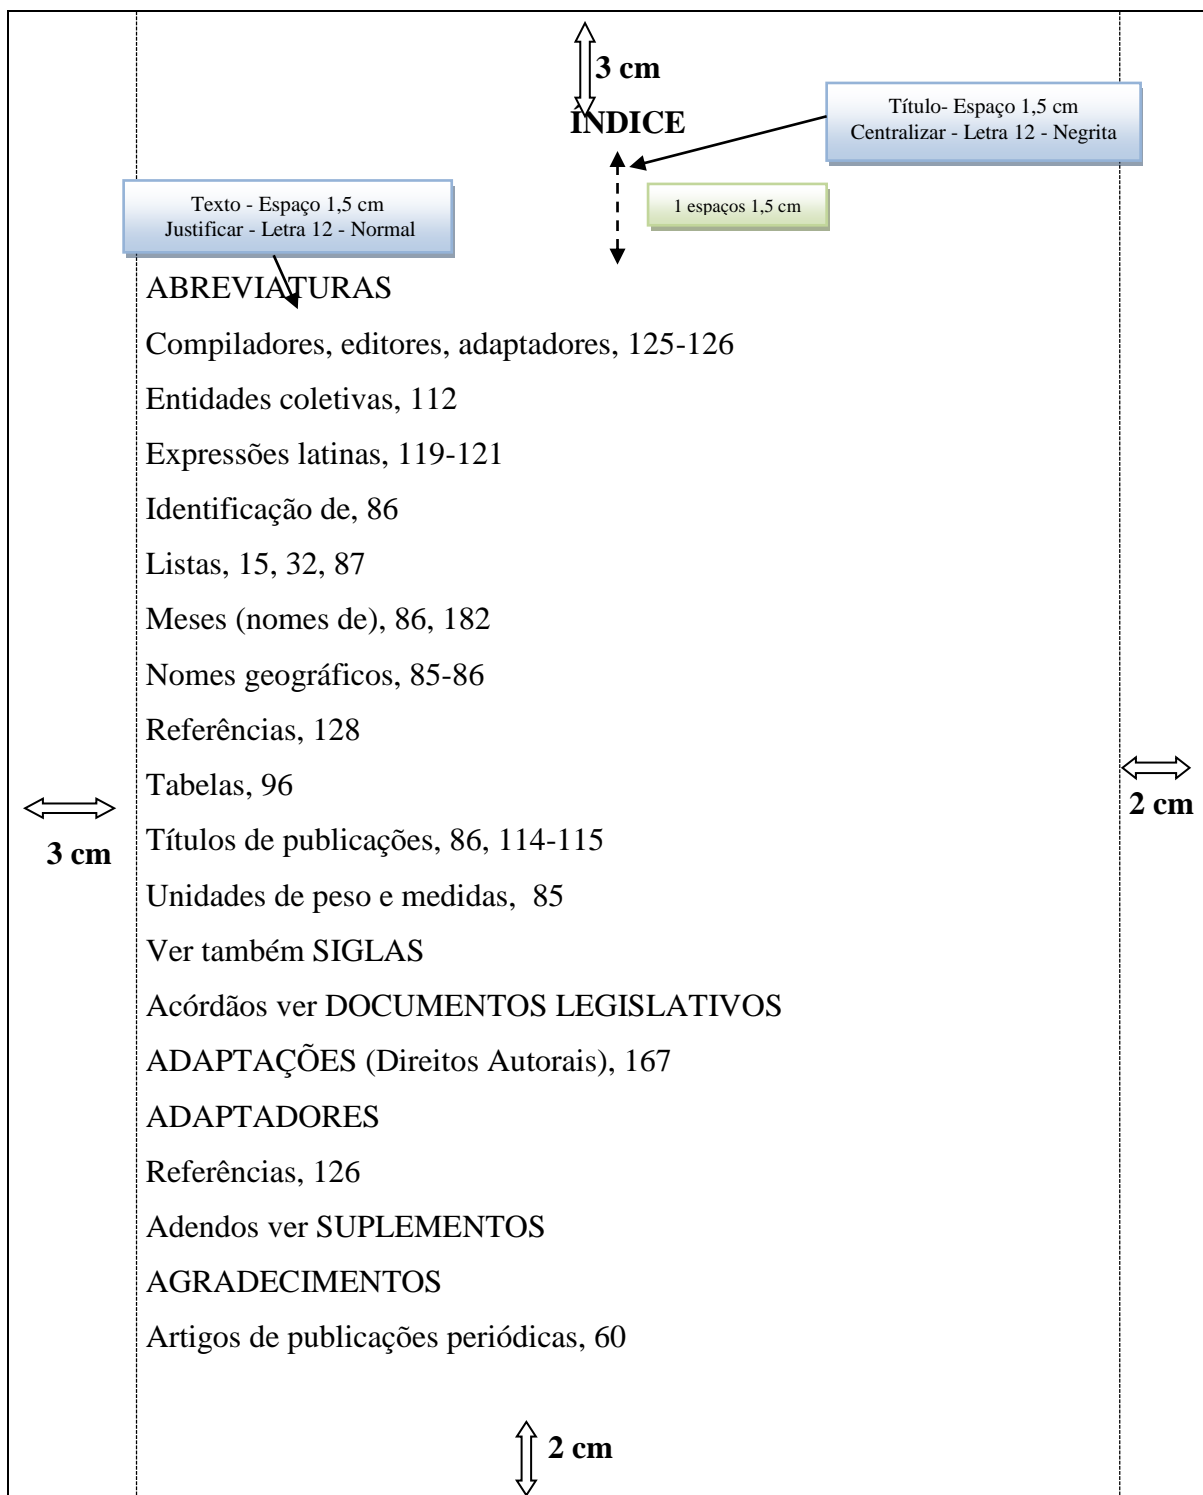 3 cm
ÍNDICE
Título- Espaço 1,5 cm
Centralizar - Letra 12 - Negrita
1 espaços 1,5 cm
Texto - Espaço 1,5 cm
Justificar - Letra 12 - Normal
ABREVIATURAS
Compiladores, editores, adaptadores, 125-126
Entidades coletivas, 112
Expressões latinas, 119-121
Identificação de, 86
Listas, 15, 32, 87
Meses (nomes de), 86, 182
Nomes geográficos, 85-86
Referências, 128
Tabelas, 96
Títulos de publicações, 86, 114-115
Unidades de peso e medidas,  85
Ver também SIGLAS
Acórdãos ver DOCUMENTOS LEGISLATIVOS
ADAPTAÇÕES (Direitos Autorais), 167
ADAPTADORES
Referências, 126
Adendos ver SUPLEMENTOS
AGRADECIMENTOS
Artigos de publicações periódicas, 60
3 cm
2 cm
2 cm